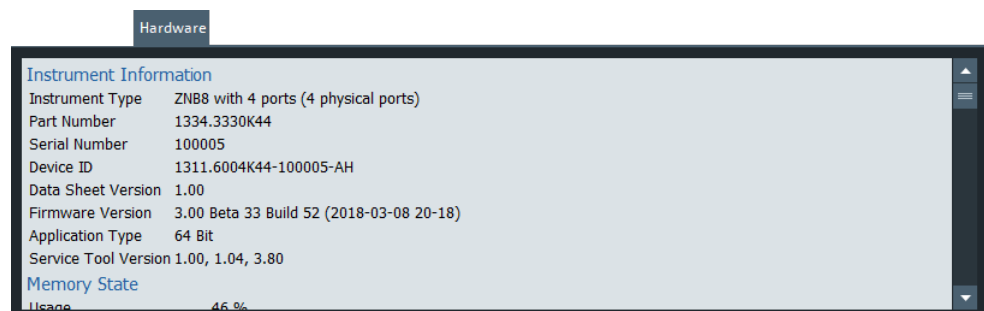 Hardware
Instrument Information
Instrument Type ZNB8 with 4 ports (4 physical ports)
Part Number 1334.3330K44
Serial Number 100005
Device ID 1311.6004K44-100005-AH
Data Sheet Version 1.00
Firmware Version 3.00 Beta 33 Build 52 (2018-03-08 20-18)
Application Type 64 Bit
Service Tool Version 1.00, 1.04, 3.80
Memory State
Usage 46 %